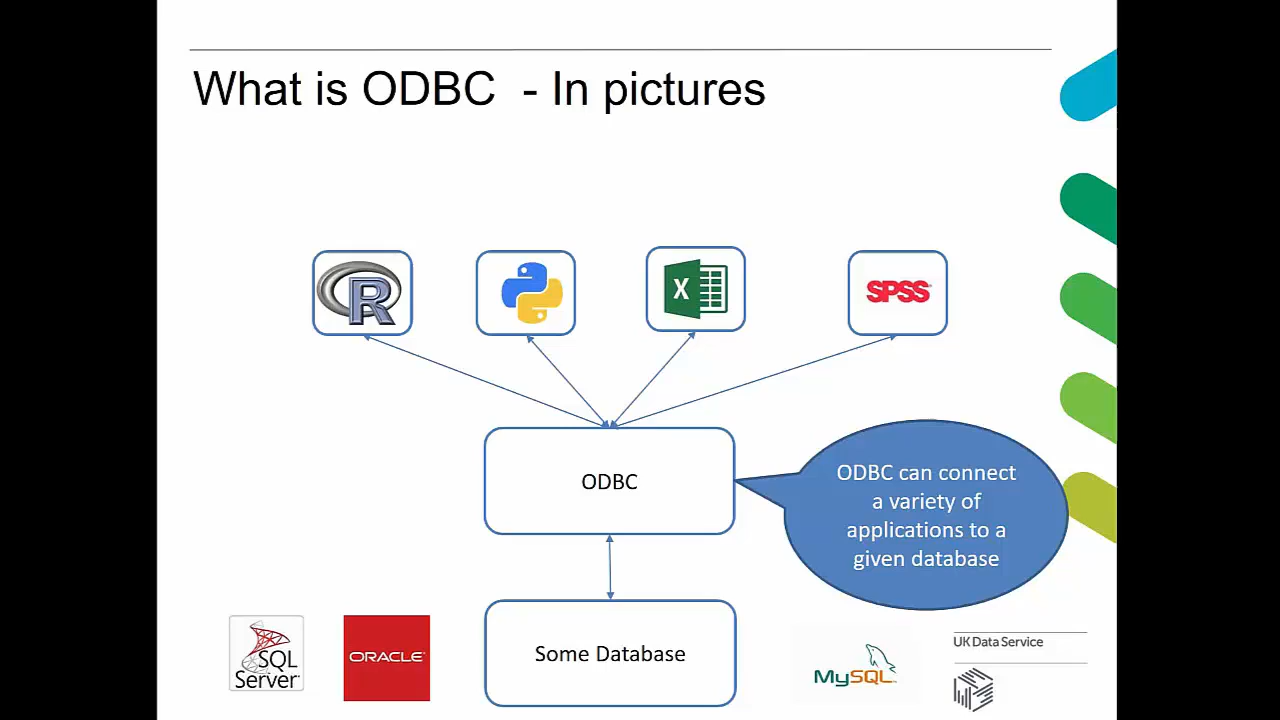 What is ODBC  - In pictures
R
X
SPSS
ODBC
ODBC can connect
a variety of
applications to a
given database
Some Database
SQL
Server
ORACLE
MySQL
UK Data Service